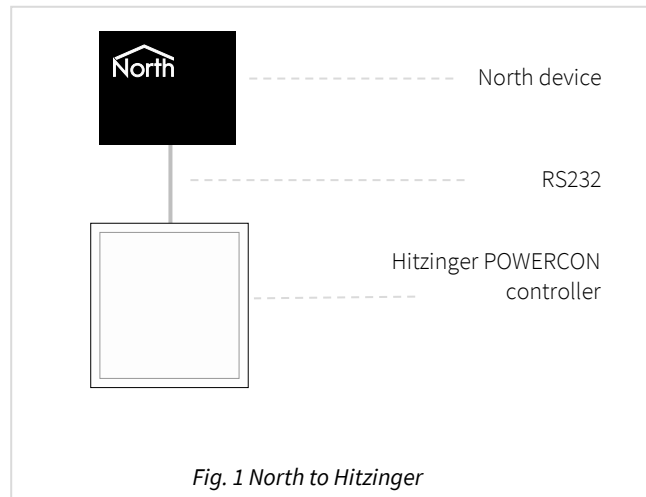 North
North device
RS232
Hitzinger POWERCON
controller
Fig. 1 North to Hitzinger